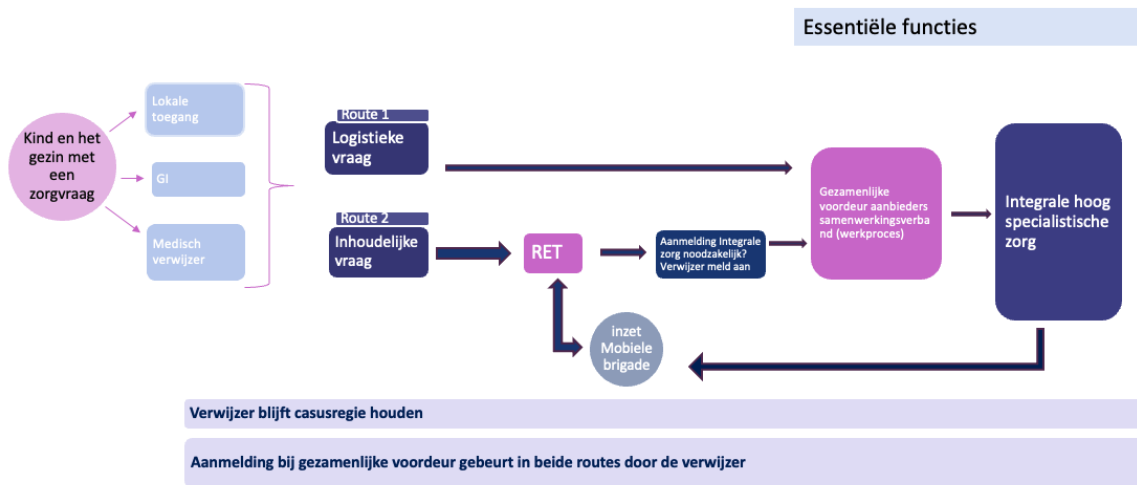 Essentiële functies
Kind en het
gezin met
een
zorgvraag
Lokale
toegang
GI
Medisch
verwijzer
Route 1
Logistieke
vraag
Route 2
Inhoudelijke
vraag
RET
Aanmelding Integrale
zorg noodzakelijk?
Verwijzer meld aan
inzet
Mobiele
brigade
Gezamenlijke
voordeur aanbieders
samenwerkingsverba
nd (werkproces)
Integrale hoog
specialistische
zorg
Verwijzer blijft casusregie houden
Aanmelding bij gezamenlijke voordeur gebeurt in beide routes door de verwijzer